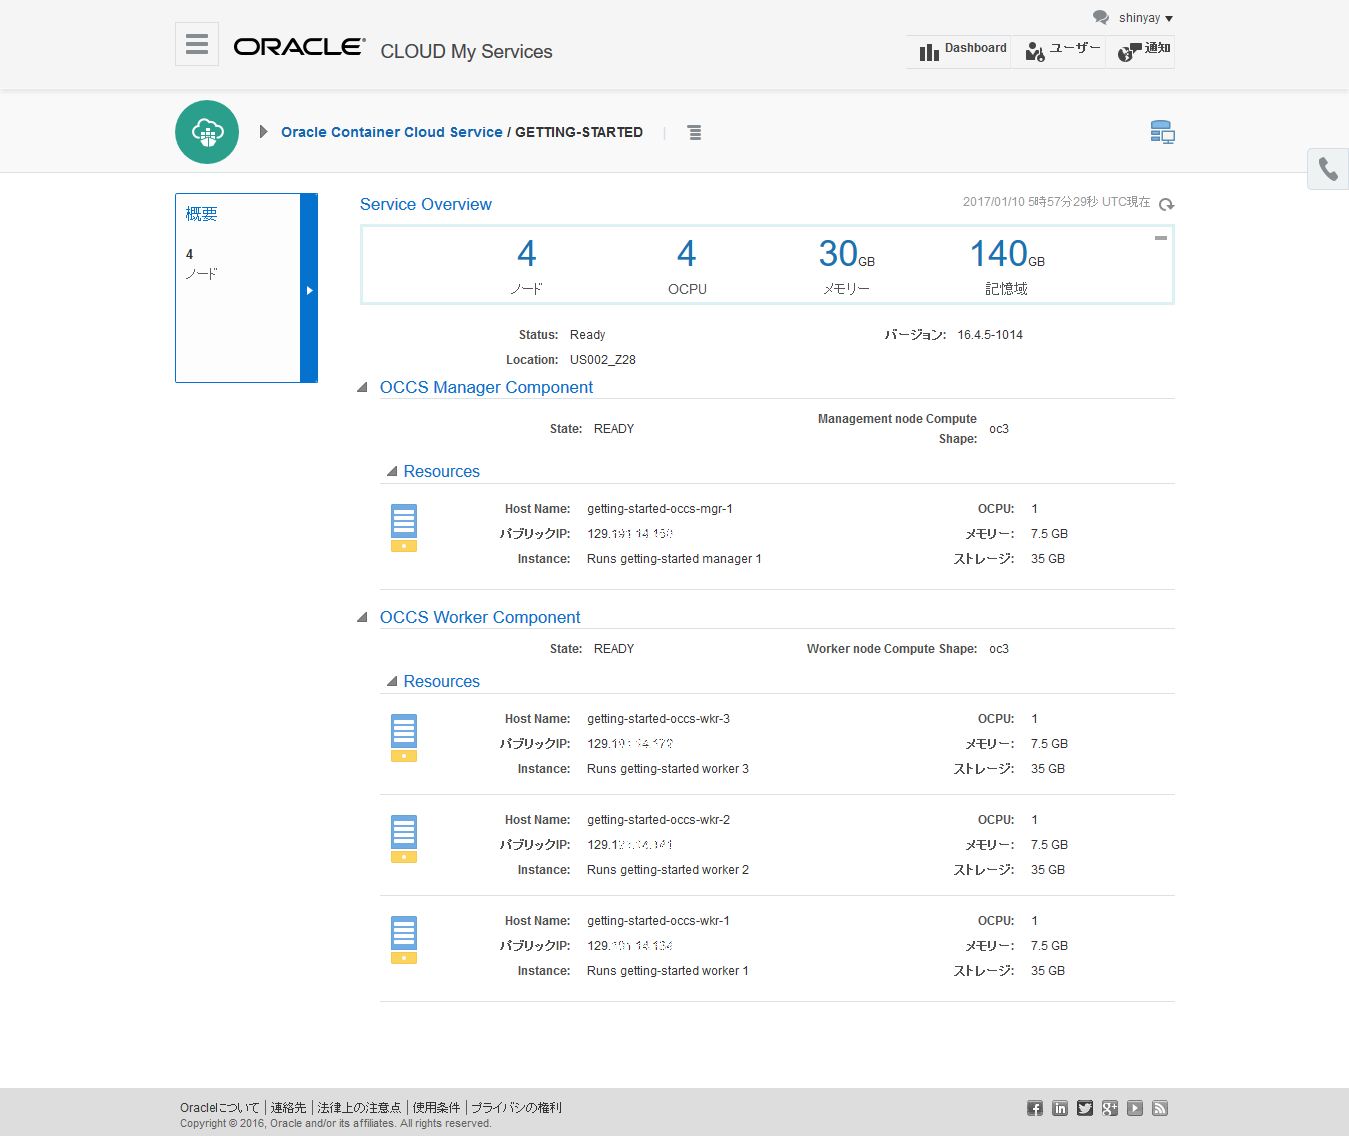 shinyay
ORACLE CLOUD My Services
Dashboard ユーザー 通知
Oracle Container Cloud Service / GETTING-STARTED
概要
4
ノード
Service Overview
2017/01/10 5時57分29秒 UTC現在
4 4 30GB 140GB
ノード OCPU メモリー 記憶域
Status: Ready バージョン: 16.4.5-1014
Location: US002_Z28
OCCS Manager Component
State: READY Management node Compute Shape: oc3
Resources
Host Name: getting-started-occs-mgr-1 OCPU: 1
パブリックIP: 129. メモリー: 7.5 GB
Instance: Runs getting-started manager 1 ストレージ: 35 GB
OCCS Worker Component
State: READY Worker node Compute Shape: oc3
Resources
Host Name: getting-started-occs-wkr-3 OCPU: 1
パブリックIP: 129. メモリー: 7.5 GB
Instance: Runs getting-started worker 3 ストレージ: 35 GB
Host Name: getting-started-occs-wkr-2 OCPU: 1
パブリックIP: 129. メモリー: 7.5 GB
Instance: Runs getting-started worker 2 ストレージ: 35 GB
Host Name: getting-started-occs-wkr-1 OCPU: 1
パブリックIP: 129. メモリー: 7.5 GB
Instance: Runs getting-started worker 1 ストレージ: 35 GB
Oracleについて 連絡先 法律上の注意点 使用条件 プライバシの権利
Copyright © 2016, Oracle and/or its affiliates. All rights reserved.